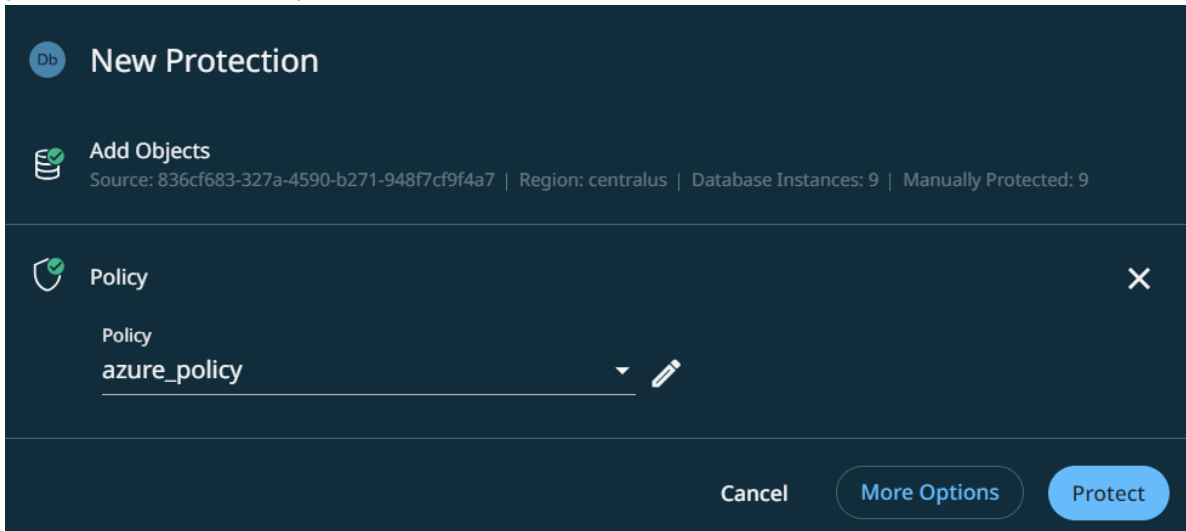 Db New Protection
Add Objects
Source: 836cf683-327a-4590-b271-948f7cf9f4a7 | Region: centralus | Database Instances: 9 | Manually Protected: 9
Policy
Policy
azure_policy
Cancel More Options Protect